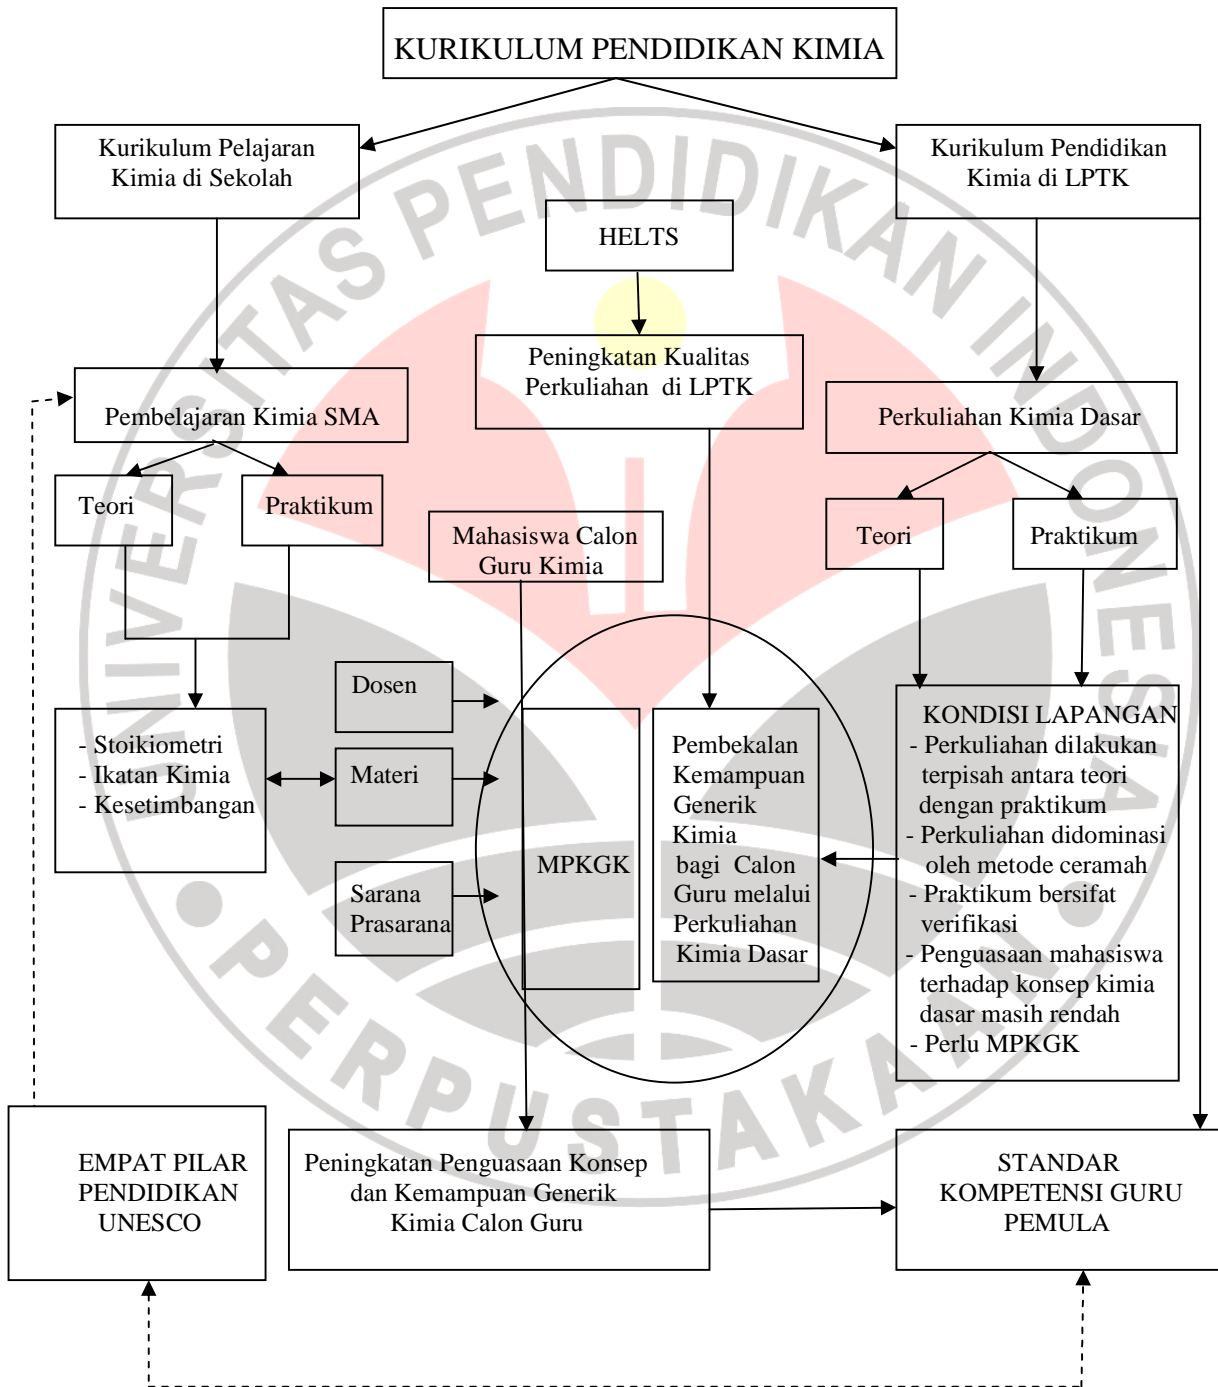 KURIKULUM PENDIDIKAN KIMIA
Kurikulum Pelajaran
Kimia di Sekolah
Kurikulum Pendidikan
Kimia di LPTK
HELTS
Peningkatan Kualitas
Perkuliahan di LPTK
Pembelajaran Kimia SMA
Perkuliahan Kimia Dasar
Teori
Praktikum
Mahasiswa Calon
Guru Kimia
Teori
Praktikum
Dosen
Materi
Sarana
Prasarana
- Stoikiometri
- Ikatan Kimia
- Kesetimbangan
MPKGK
Pembekalan
Kemampuan
Generik
Kimia
bagi Calon
Guru melalui
Perkuliahan
Kimia Dasar
KONDISI LAPANGAN
- Perkuliahan dilakukan
terpisah antara teori
dengan praktikum
- Perkuliahan didominasi
oleh metode ceramah
- Praktikum bersifat
verifikasi
- Penguasaan mahasiswa
terhadap konsep kimia
dasar masih rendah
- Perlu MPKGK
EMPAT PILAR
PENDIDIKAN
UNESCO
Peningkatan Penguasaan Konsep
dan Kemampuan Generik
Kimia Calon Guru
STANDAR
KOMPETENSI GURU
PEMULA
UNIVERSITAS PENDIDIKAN INDONESIA
PERPUSTAKAAN